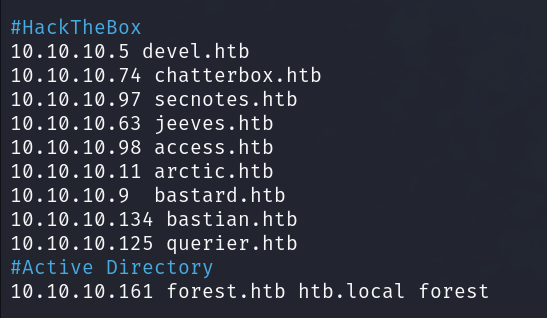 #HackTheBox
10.10.10.5 devel.htb
10.10.10.74 chatterbox.htb
10.10.10.97 secnotes.htb
10.10.10.63 jeeves.htb
10.10.10.98 access.htb
10.10.10.11 arctic.htb
10.10.10.9  bastard.htb
10.10.10.134 bastian.htb
10.10.10.125 querier.htb
#Active Directory
10.10.10.161 forest.htb htb.local forest